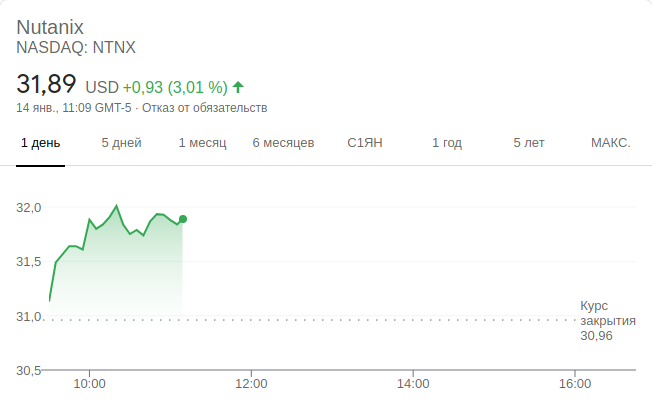 Nutanix
NASDAQ: NTNX
31,89 USD +0,93 (3,01 %)
14 янв., 11:09 GMT-5 · Отказ от обязательств
1 день 5 дней 1 месяц 6 месяцев С1ЯН 1 год 5 лет МАКС.
32,0
31,5
31,0
30,5
Курс
закрытия
30,96
10:00 12:00 14:00 16:00